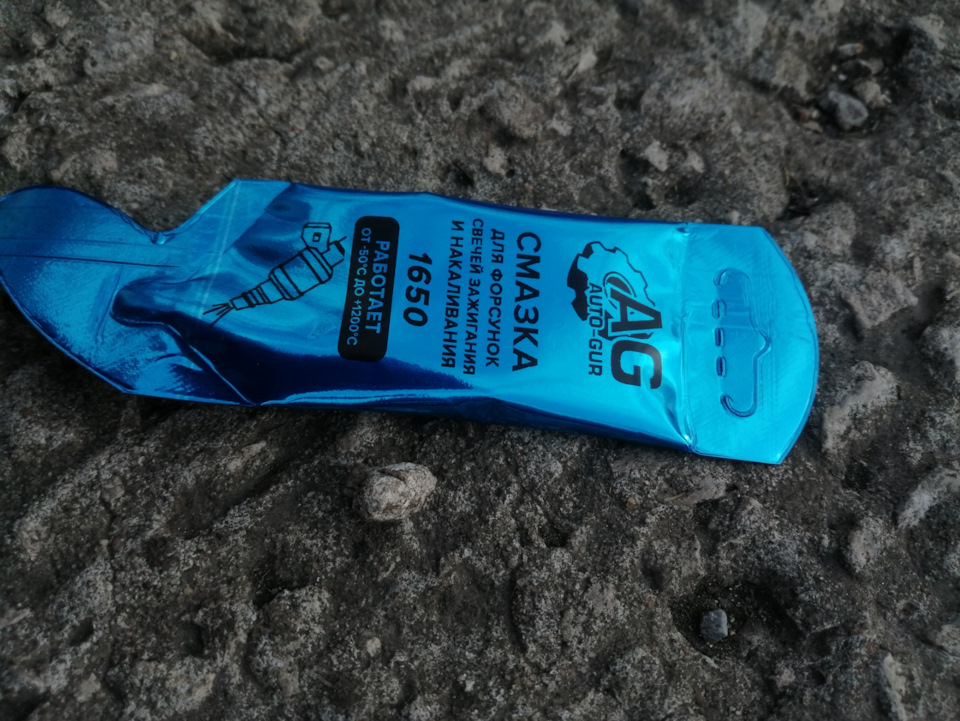 AG
AUTO-GUR
СМАЗКА
ДЛЯ ФОРСУНОК
СВЕЧЕЙ ЗАЖИГАНИЯ
И НАКАЛИВАНИЯ
1650
РАБОТАЕТ
ОТ -50°С ДО +1200°С